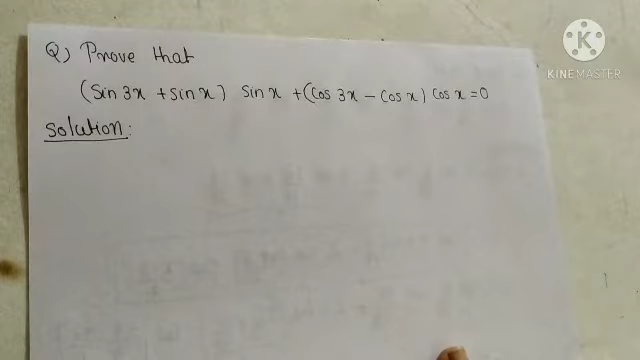 Q) Prove that
(Sin 3x + sin x) Sin x + (Cos 3x - Cos x) Cos x = 0
Solution:
K
KINEMASTER